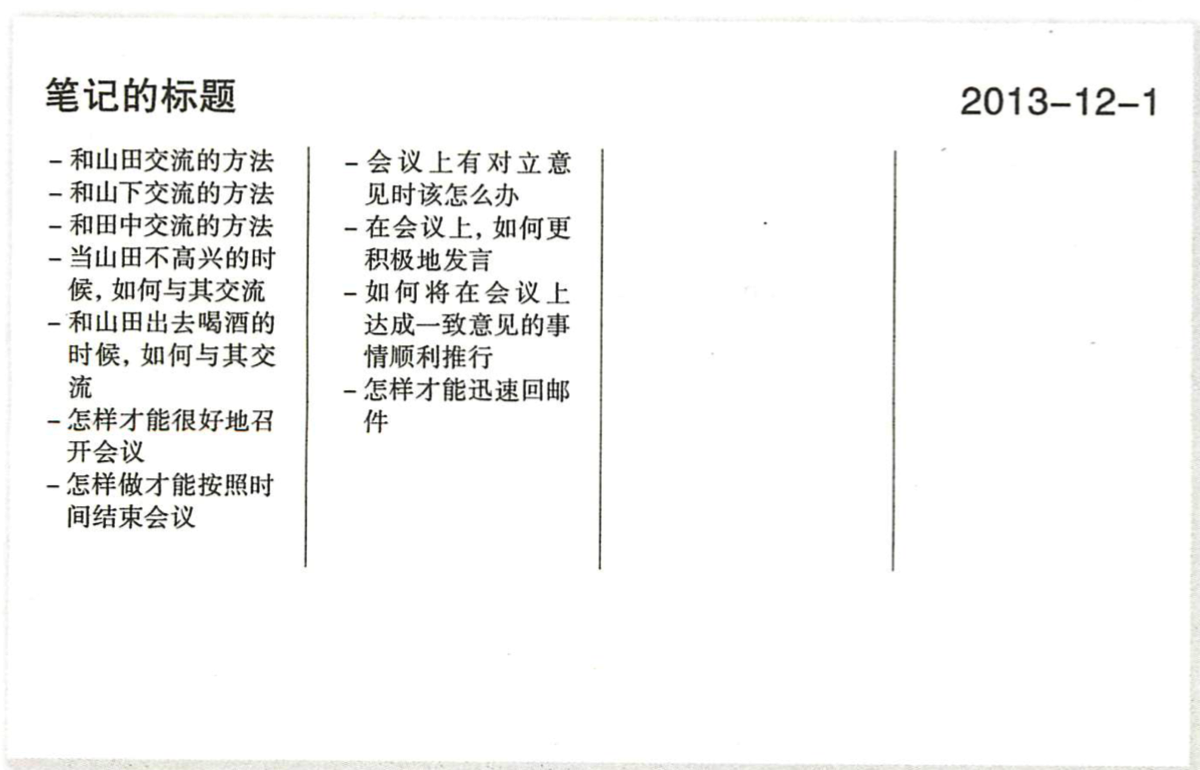 笔记的标题
2013-12-1
– 和山田交流的方法
– 和山下交流的方法
– 和田中交流的方法
– 当山田不高兴的时
候, 如何与其交流
– 和山田出去喝酒的
时候, 如何与其交
流
– 怎样才能很好地召
开会议
– 怎样做才能按照时
间结束会议
– 会议上有对立意
见时该怎么办
– 在会议上, 如何更
积极地发言
– 如何将在会议上
达成一致意见的事
情顺利推行
– 怎样才能迅速回邮
件